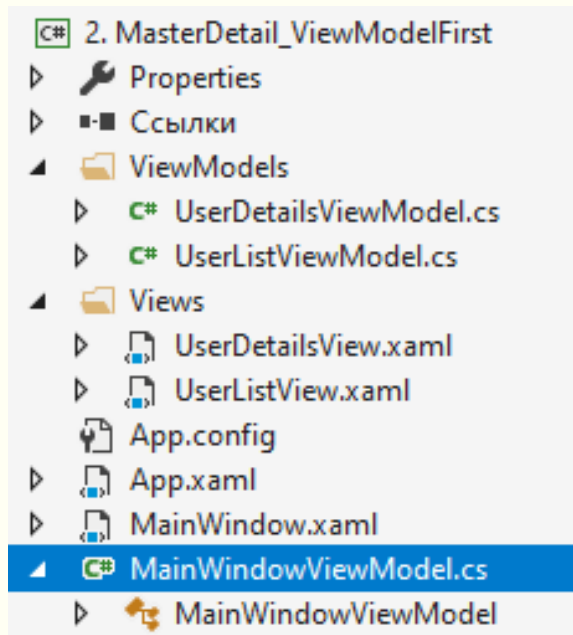 C# 2. MasterDetail_ViewModelFirst
Properties
Ссылки
ViewModels
C# UserDetailsViewModel.cs
C# UserListViewModel.cs
Views
UserDetailsView.xaml
UserListView.xaml
App.config
App.xaml
MainWindow.xaml
C# MainWindowViewModel.cs
MainWindowViewModel